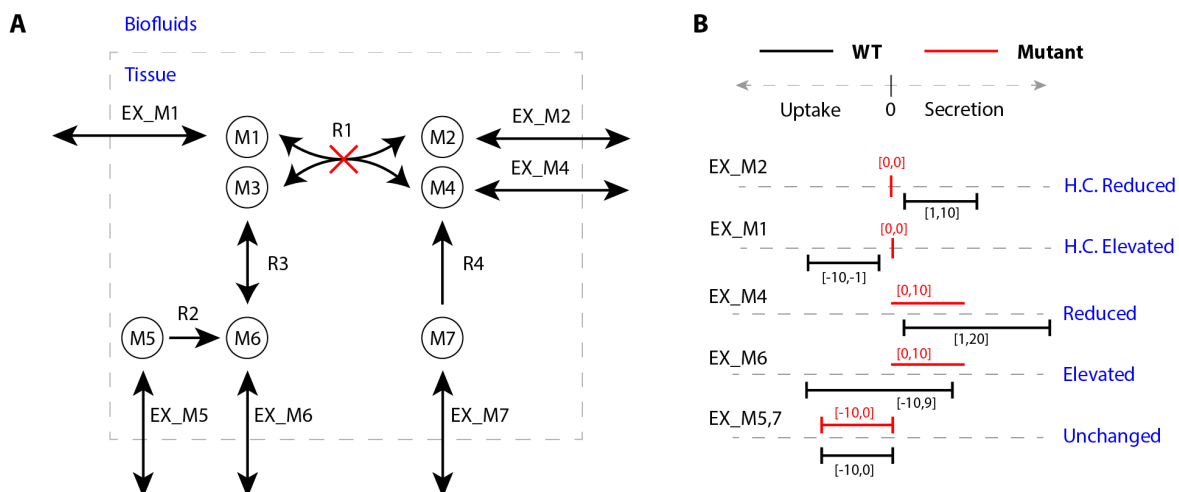 A
Biofluids
Tissue
EX_M1
M1
R1
M2
EX_M2
M3
M4
EX_M4
R3
R4
M5
R2
M6
M7
EX_M5
EX_M6
EX_M7
B
WT
Mutant
Uptake
0
Secretion
EX_M2
[0,0]
H.C. Reduced
[1,10]
EX_M1
[0,0]
H.C. Elevated
[-10,-1]
EX_M4
[0,10]
Reduced
[1,20]
EX_M6
[0,10]
Elevated
[-10,9]
EX_M5,7
[-10,0]
Unchanged
[-10,0]